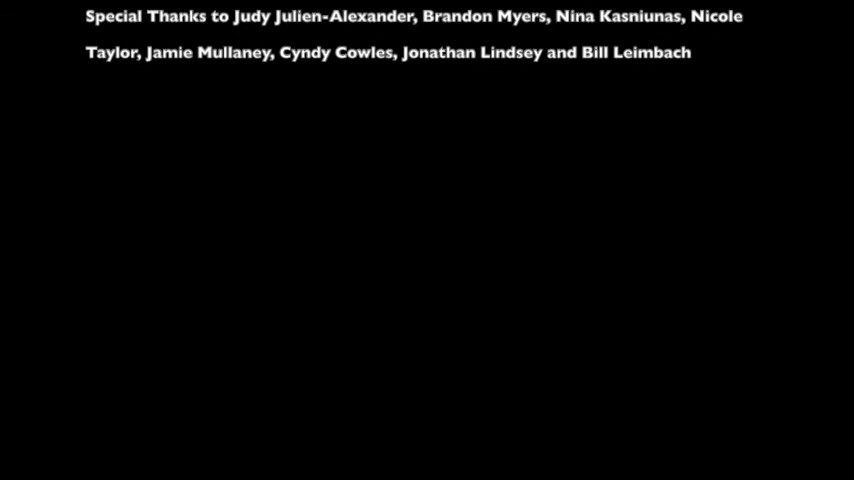 Special Thanks to Judy Julien-Alexander, Brandon Myers, Nina Kasniunas, Nicole
Taylor, Jamie Mullaney, Cyndy Cowles, Jonathan Lindsey and Bill Leimbach